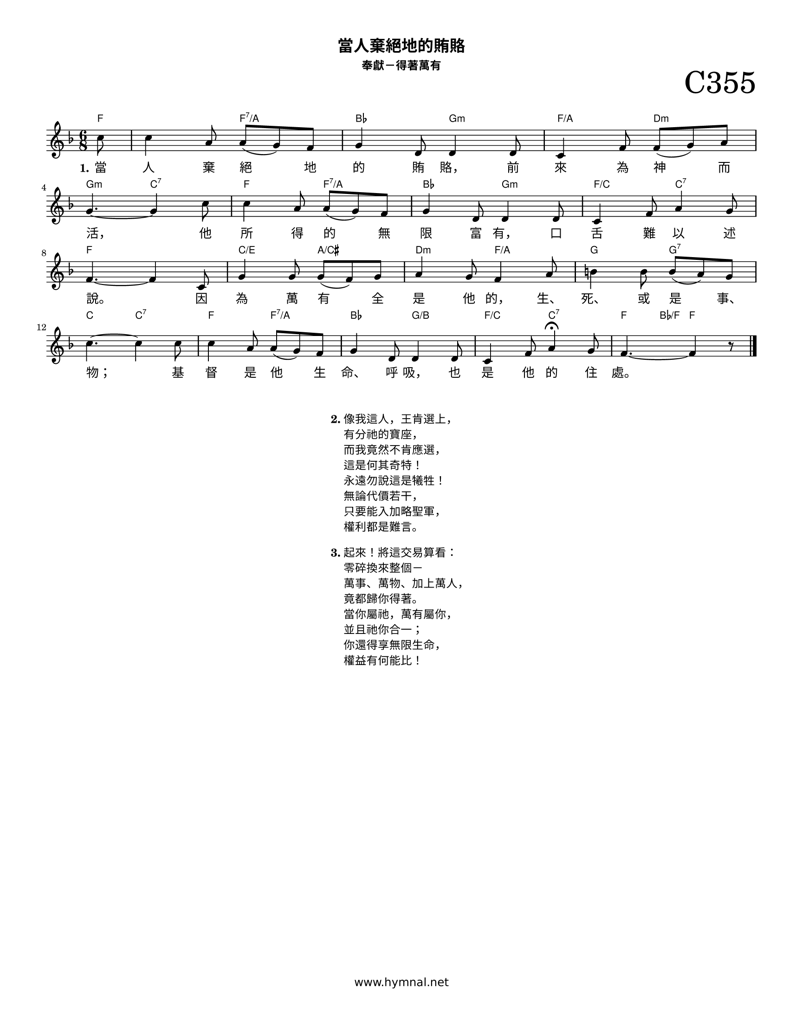 當人棄絕地的賄賂
奉獻－得著萬有
C355
F F7/A B♭ Gm F/A Dm
1. 當 人 棄 絕 地 的 賄 賂， 前 來 為 神 而
4 Gm C7 F F7/A B♭ Gm F/C C7
活， 他 所 得 的 無 限 富 有， 口 舌 難 以 述
8 F C/E A/C♯ Dm F/A G G7
說。 因 為 萬 有 全 是 他 的， 生、 死、 或 是 事、
12 C C7 F F7/A B♭ G/B F/C C7 F B♭/F F
物； 基 督 是 他 生 命、 呼 吸， 也 是 他 的 住 處。
2. 像我這人，王肯選上，
有分祂的寶座，
而我竟然不肯應選，
這是何其奇特！
永遠勿說這是犧牲！
無論代價若干，
只要能入加略聖軍，
權利都是難言。
3. 起來！將這交易算看：
零碎換來整個－
萬事、萬物、加上萬人，
竟都歸你得著。
當你屬祂，萬有屬你，
並且祂你合一；
你還得享無限生命，
權益有何能比！
www.hymnal.net